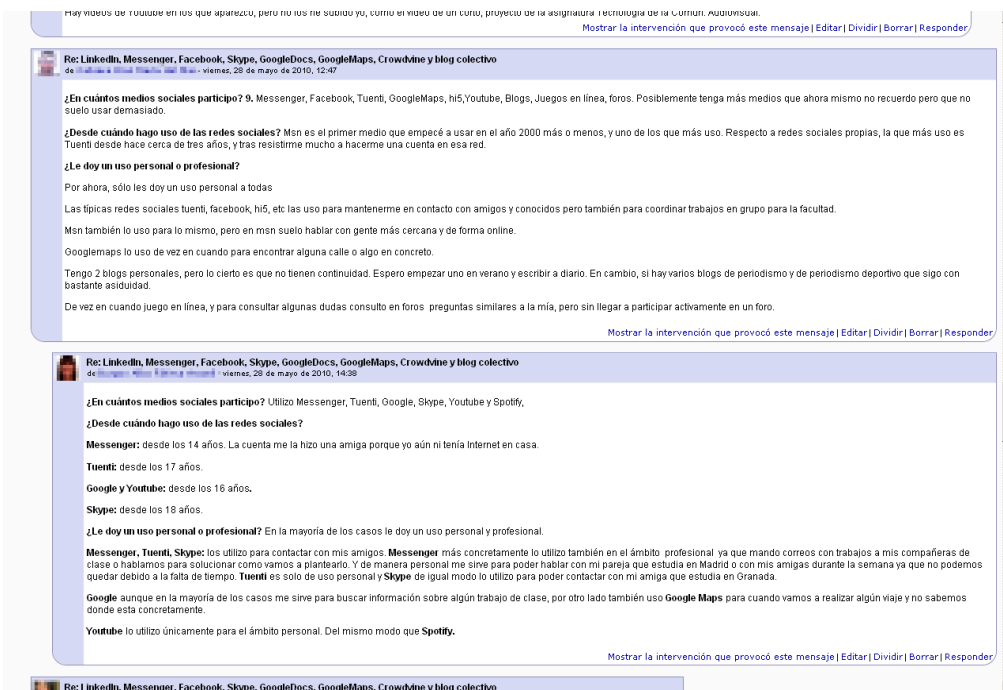 Hay videos de Youtube en los que aparezco, pero no los he subido yo, como el video de un corto, proyecto de la asignatura Tecnología de la Comun. Audiovisual.
Mostrar la intervención que provocó este mensaje| Editar| Dividir| Borrar| Responder
Re: LinkedIn, Messenger, Facebook, Skype, GoogleDocs, GoogleMaps, Crowdvine y blog colectivo
de - viernes, 28 de mayo de 2010, 12:47
¿En cuántos medios sociales participo? 9. Messenger, Facebook, Tuenti, GoogleMaps, hi5,Youtube, Blogs, Juegos en línea, foros. Posiblemente tenga más medios que ahora mismo no recuerdo pero que no
suelo usar demasiado.
¿Desde cuándo hago uso de las redes sociales? Msn es el primer medio que empecé a usar en el año 2000 más o menos, y uno de los que más uso. Respecto a redes sociales propias, la que más uso es
Tuenti desde hace cerca de tres años, y tras resistirme mucho a hacerme una cuenta en esa red.
¿Le doy un uso personal o profesional?
Por ahora, sólo les doy un uso personal a todas
Las típicas redes sociales tuenti, facebook, hi5, etc las uso para mantenerme en contacto con amigos y conocidos pero también para coordinar trabajos en grupo para la facultad.
Msn también lo uso para lo mismo, pero en msn suelo hablar con gente más cercana y de forma online.
Googlemaps lo uso de vez en cuando para encontrar alguna calle o algo en concreto.
Tengo 2 blogs personales, pero lo cierto es que no tienen continuidad. Espero empezar uno en verano y escribir a diario. En cambio, si hay varios blogs de periodismo y de periodismo deportivo que sigo con
bastante asiduidad.
De vez en cuando juego en línea, y para consultar algunas dudas consulto en foros preguntas similares a la mía, pero sin llegar a participar activamente en un foro.
Mostrar la intervención que provocó este mensaje| Editar| Dividir| Borrar| Responder
Re: LinkedIn, Messenger, Facebook, Skype, GoogleDocs, GoogleMaps, Crowdvine y blog colectivo
de - viernes, 28 de mayo de 2010, 14:38
¿En cuántos medios sociales participo? Utilizo Messenger, Tuenti, Google, Skype, Youtube y Spotify,
¿Desde cuándo hago uso de las redes sociales?
Messenger: desde los 14 años. La cuenta me la hizo una amiga porque yo aún ni tenía Internet en casa.
Tuenti: desde los 17 años.
Google y Youtube: desde los 16 años.
Skype: desde los 18 años.
¿Le doy un uso personal o profesional? En la mayoría de los casos le doy un uso personal y profesional.
Messenger, Tuenti, Skype: los utilizo para contactar con mis amigos. Messenger más concretamente lo utilizo también en el ámbito profesional ya que mando correos con trabajos a mis compañeras de
clase o hablamos para solucionar como vamos a plantearlo. Y de manera personal me sirve para poder hablar con mi pareja que estudia en Madrid o con mis amigas durante la semana ya que no podemos
quedar debido a la falta de tiempo. Tuenti es solo de uso personal y Skype de igual modo lo utilizo para poder contactar con mi amiga que estudia en Granada.
Google aunque en la mayoría de los casos me sirve para buscar información sobre algún trabajo de clase, por otro lado también uso Google Maps para cuando vamos a realizar algún viaje y no sabemos
donde esta concretamente.
Youtube lo utilizo únicamente para el ámbito personal. Del mismo modo que Spotify.
Mostrar la intervención que provocó este mensaje| Editar| Dividir| Borrar| Responder
Re: LinkedIn, Messenger, Facebook, Skype, GoogleDocs, GoogleMaps, Crowdvine y blog colectivo